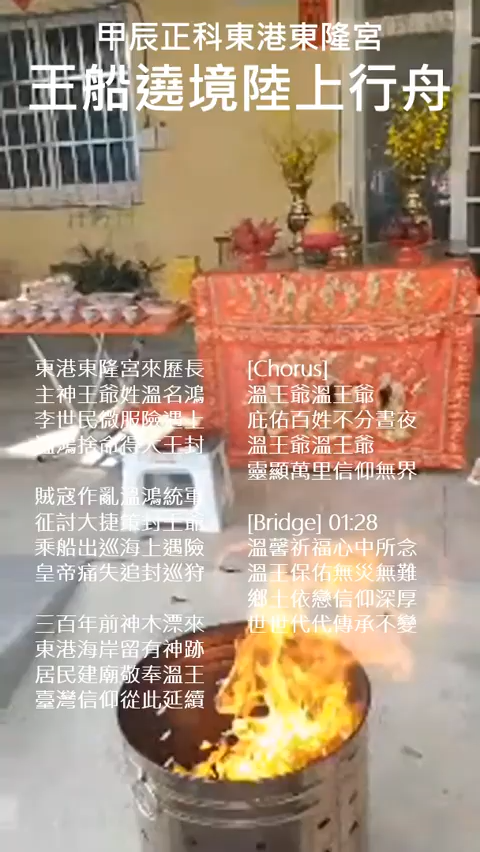 甲辰正科東港東隆宮
王船遶境陸上行舟
東港東隆宮來歷長
主神王爺姓溫名鴻
李世民微服險遇上
溫鴻捨命得天王封
賊寇作亂溫鴻統軍
征討大捷策封王爺
乘船出巡海上遇險
皇帝痛失追封巡狩
三百年前神木漂來
東港海岸留有神跡
居民建廟敬奉溫王
臺灣信仰從此延續
[Chorus]
溫王爺溫王爺
庇佑百姓不分晝夜
溫王爺溫王爺
靈顯萬里信仰無界
[Bridge] 01:28
溫馨祈福心中所念
溫王保佑無災無難
鄉土依戀信仰深厚
世世代代傳承不變